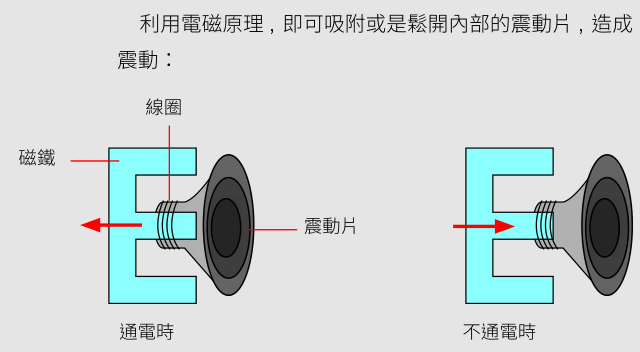 利用電磁原理，即可吸附或是鬆開內部的震動片，造成
震動：
線圈
磁鐵
震動片
通電時
不通電時